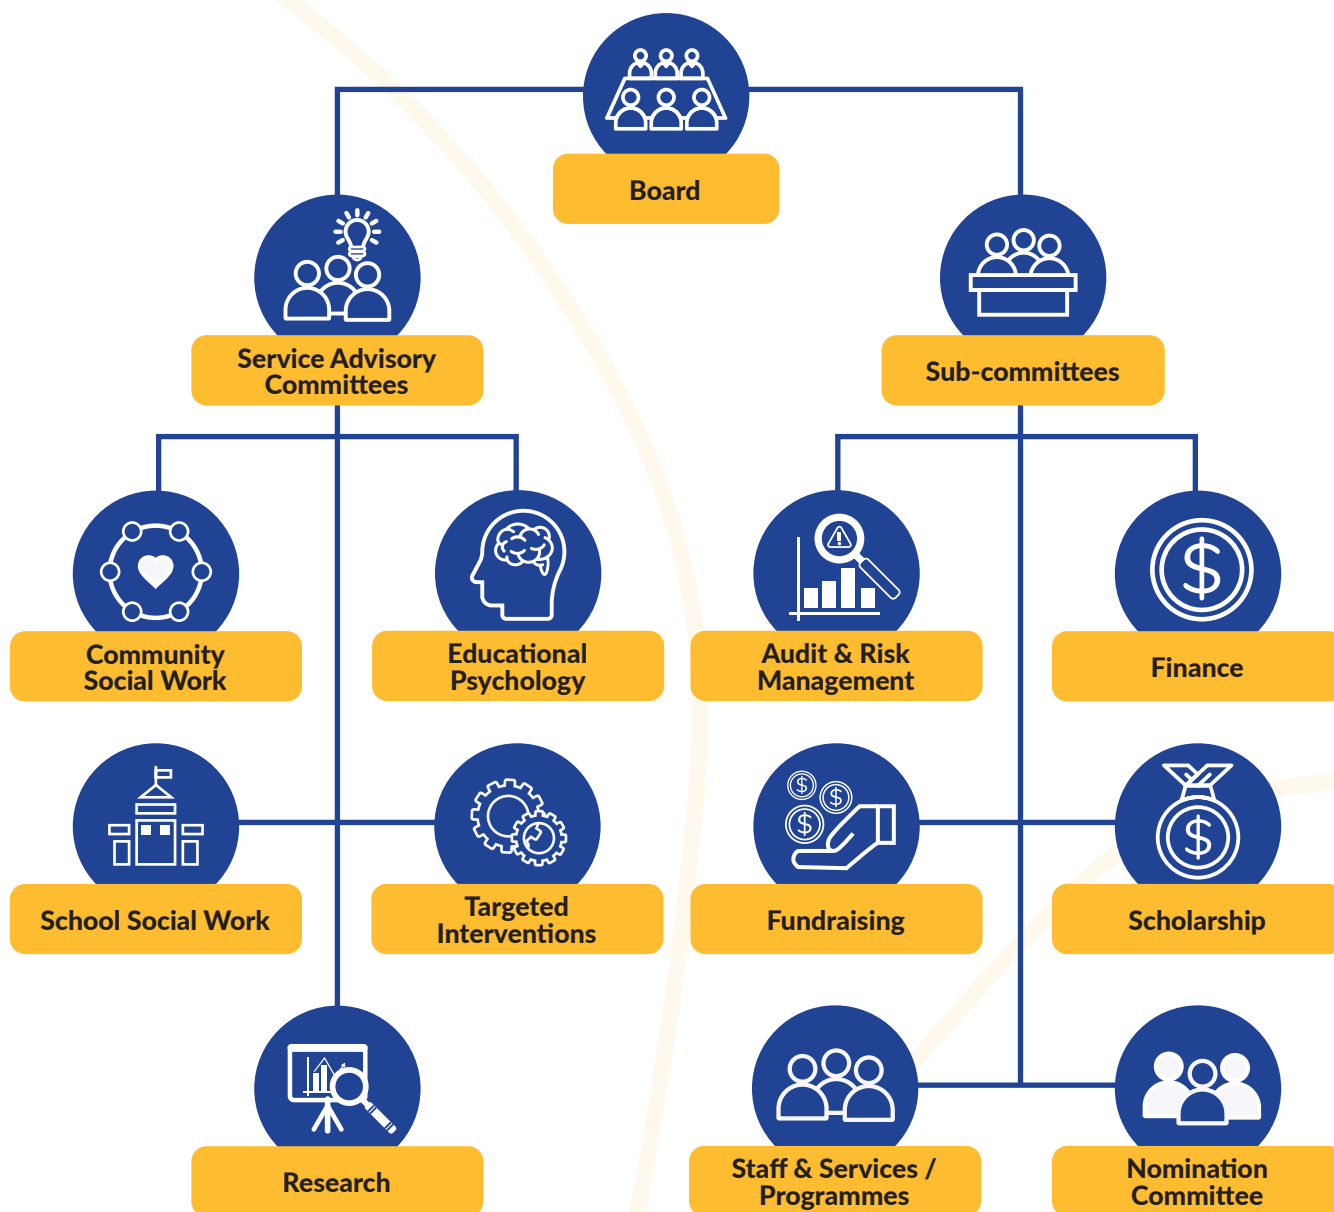 Board
Service Advisory
Committees
Sub-committees
Community
Social Work
Educational
Psychology
Audit & Risk
Management
Finance
School Social Work
Targeted
Interventions
Fundraising
Scholarship
Research
Staff & Services /
Programmes
Nomination
Committee